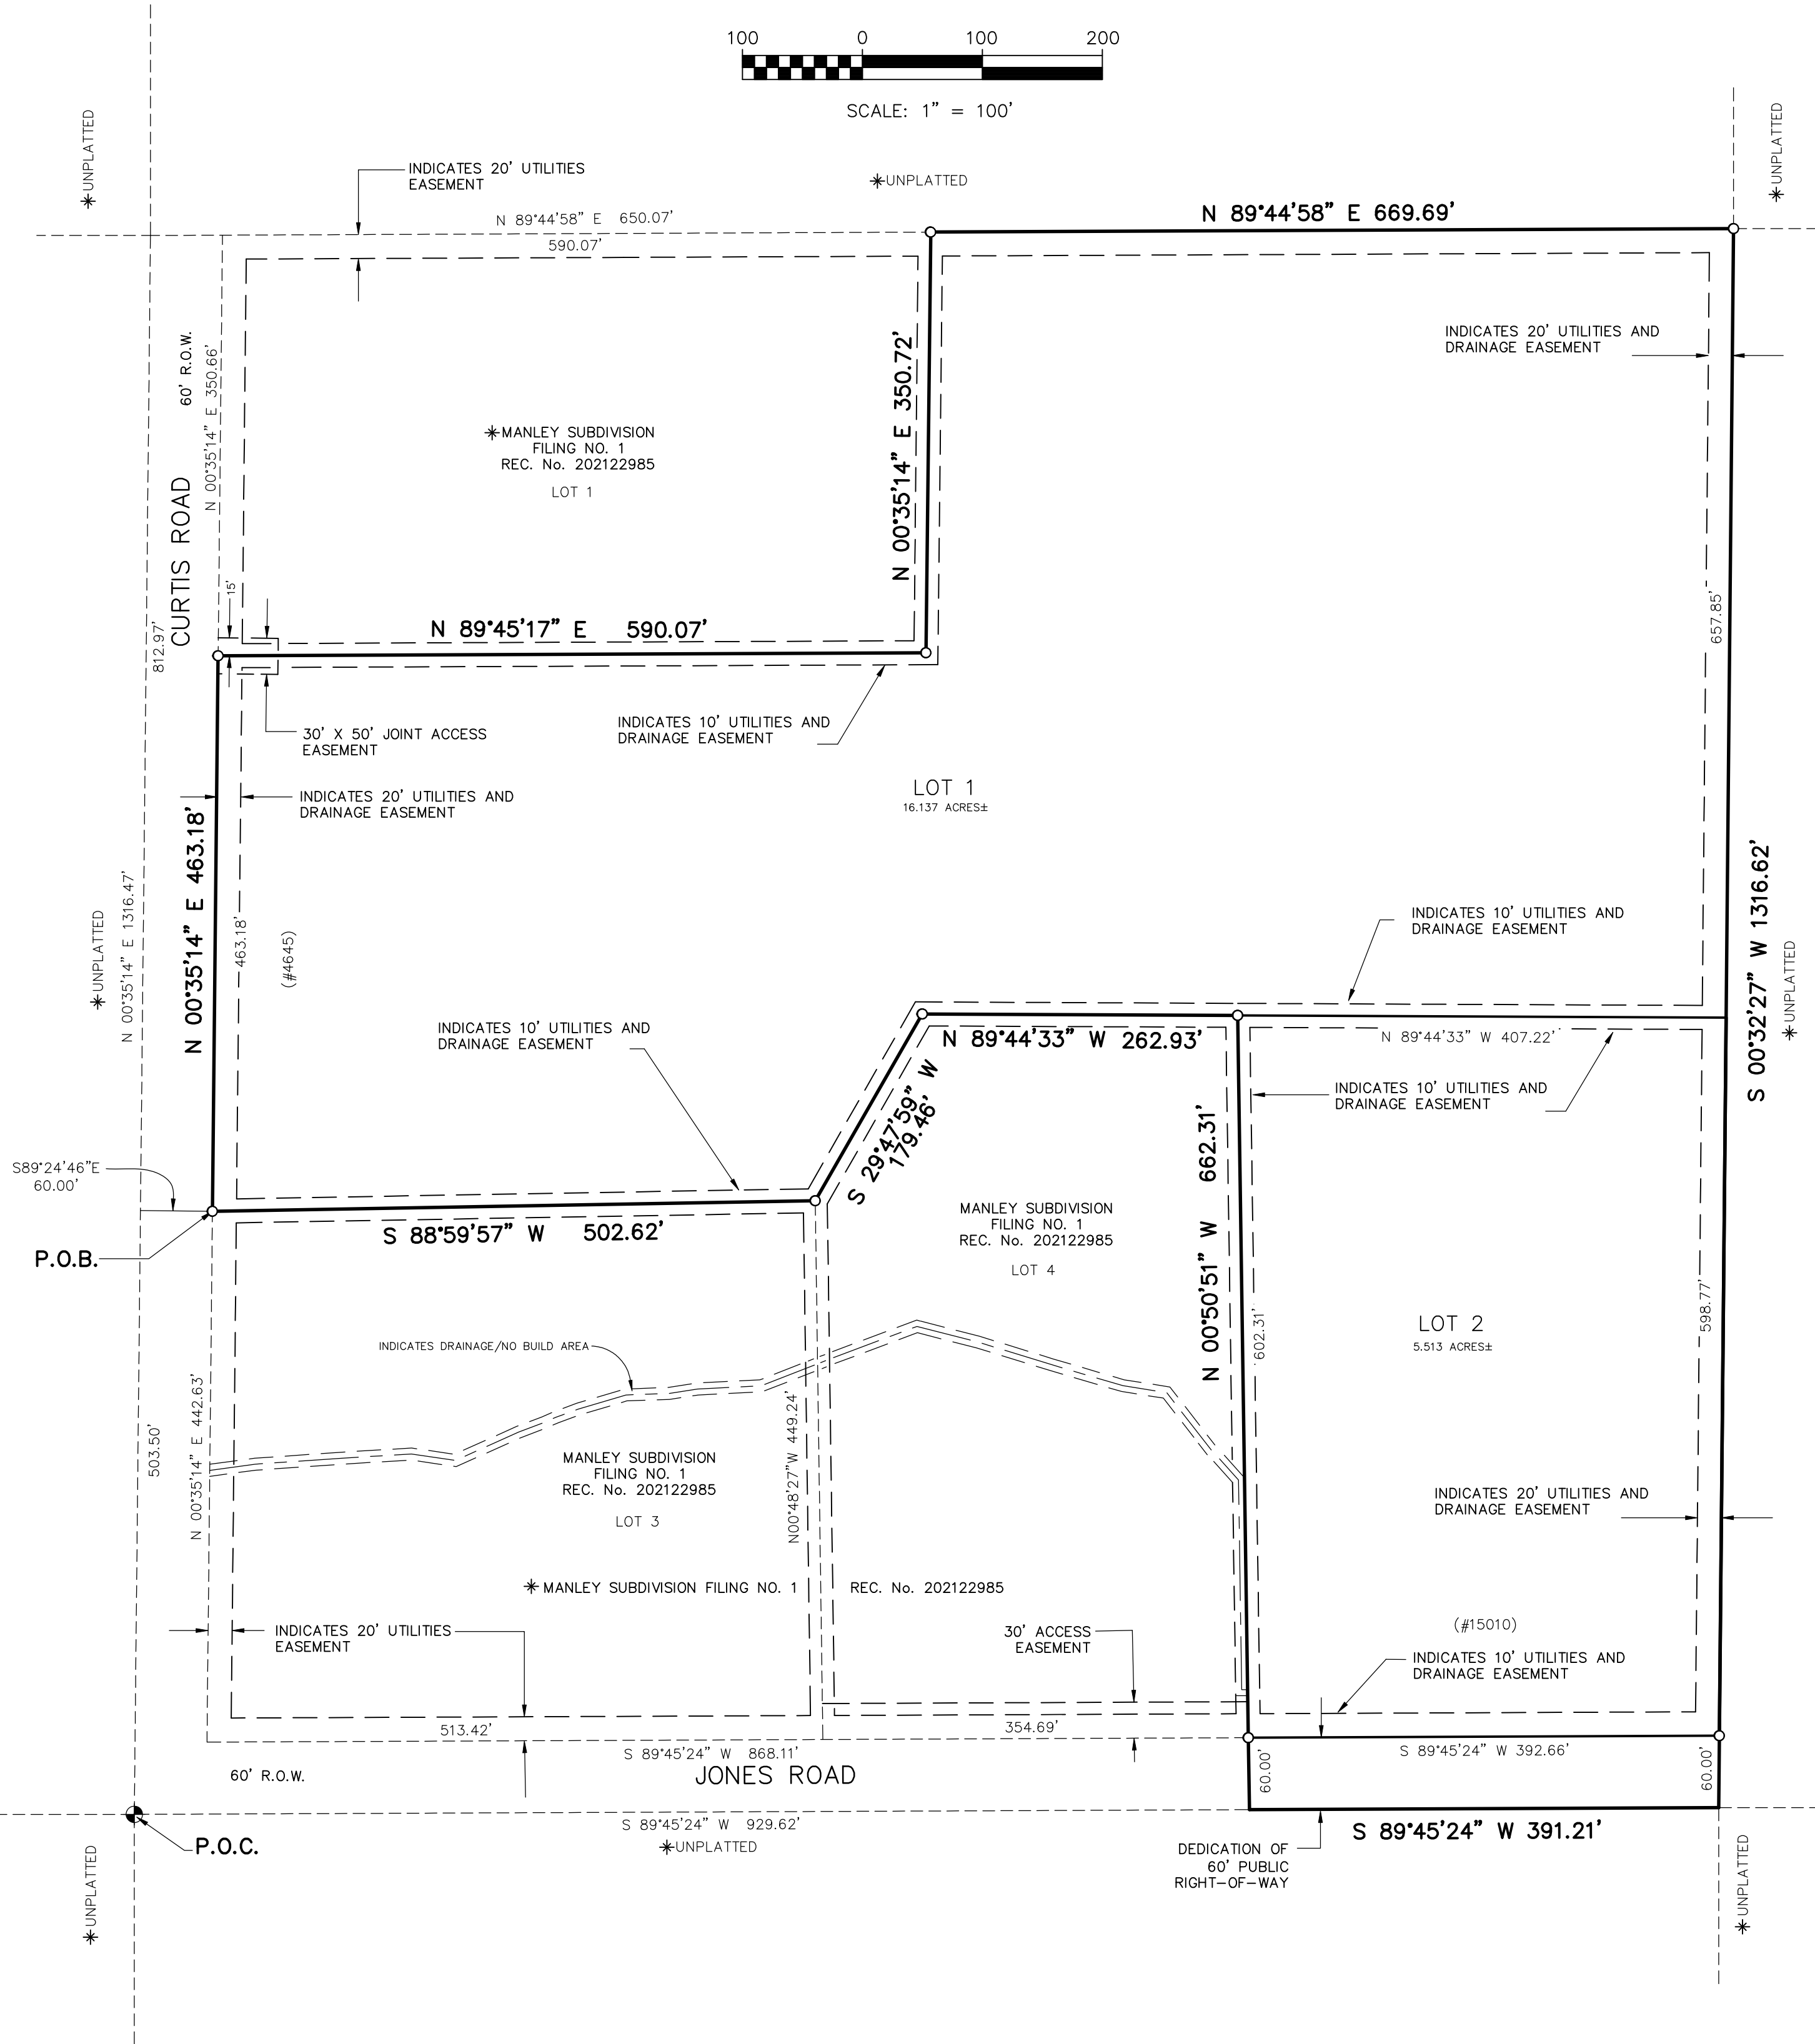 100 0 100 200
SCALE: 1” = 100'
✳UNPLATTED
✳UNPLATTED
✳UNPLATTED
INDICATES 20' UTILITIES
EASEMENT
N 89°44'58” E 650.07'
590.07'
N 89°44'58” E 669.69'
INDICATES 20' UTILITIES AND
DRAINAGE EASEMENT
60' R.O.W.
N 00°35'14” E 350.66'
CURTIS ROAD
812.97'
15'
✳MANLEY SUBDIVISION
FILING NO. 1
REC. No. 202122985
LOT 1
N 00°35'14” E 350.72'
N 89°45'17” E 590.07'
657.85'
30' X 50' JOINT ACCESS
EASEMENT
INDICATES 10' UTILITIES AND
DRAINAGE EASEMENT
INDICATES 20' UTILITIES AND
DRAINAGE EASEMENT
LOT 1
16.137 ACRES±
N 00°35'14” E 463.18'
463.18'
(#4645)
✳UNPLATTED
N 00°35'14” E 1316.47'
INDICATES 10' UTILITIES AND
DRAINAGE EASEMENT
S 00°32'27” W 1316.62'
✳UNPLATTED
INDICATES 10' UTILITIES AND
DRAINAGE EASEMENT
N 89°44'33” W 262.93'
N 89°44'33” W 407.22'
S 29°47'59” W
179.46'
INDICATES 10' UTILITIES AND
DRAINAGE EASEMENT
S89°24'46”E
60.00'
P.O.B.
S 88°59'57” W 502.62'
MANLEY SUBDIVISION
FILING NO. 1
REC. No. 202122985
LOT 4
N 00°50'51” W 662.31'
602.31'
LOT 2
5.513 ACRES±
598.77'
INDICATES DRAINAGE/NO BUILD AREA
503.50'
N 00°35'14” E 442.63'
N00°48'27”W 449.24'
MANLEY SUBDIVISION
FILING NO. 1
REC. No. 202122985
LOT 3
INDICATES 20' UTILITIES AND
DRAINAGE EASEMENT
✳MANLEY SUBDIVISION FILING NO. 1 REC. No. 202122985
INDICATES 20' UTILITIES
EASEMENT
30' ACCESS
EASEMENT
(#15010)
INDICATES 10' UTILITIES AND
DRAINAGE EASEMENT
513.42'
354.69'
S 89°45'24” W 868.11'
S 89°45'24” W 392.66'
60' R.O.W.
JONES ROAD
60.00'
60.00'
S 89°45'24” W 929.62'
✳UNPLATTED
S 89°45'24” W 391.21'
P.O.C.
DEDICATION OF
60' PUBLIC
RIGHT-OF-WAY
✳UNPLATTED
✳UNPLATTED